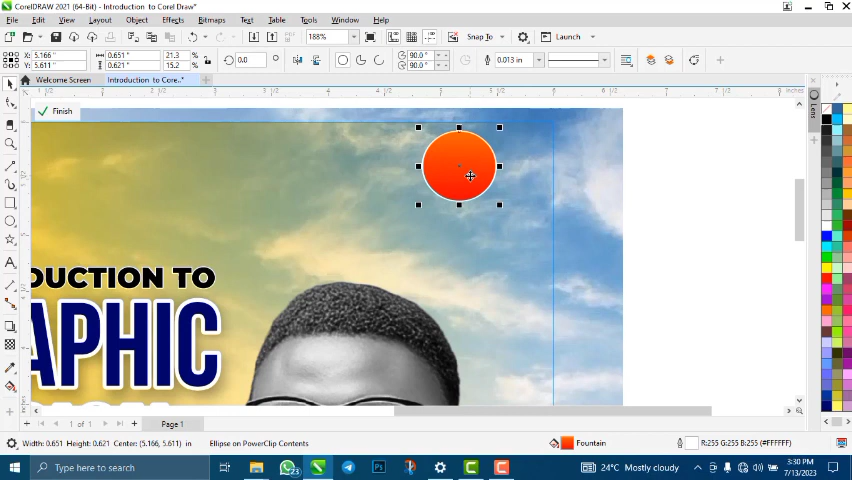 CorelDRAW 2021 (64-Bit) - Introduction to Corel Draw*
File Edit View Layout Object Effects Bitmaps Text Table Tools Window Help
188% Snap To Launch
X: 5.166 " 0.651 " 21.3 0.0 90.0 ° 0.013 in
Y: 5.611 " 0.621 " 15.2 90.0 °
Welcome Screen Introduction to Core..*
inches
Finish
Lens
DUCTION TO
APHIC
1 of 1 Page 1
Width: 0.651 Height: 0.621 Center: (5.166, 5.611) in Ellipse on PowerClip Contents Fountain R:255 G:255 B:255 (#FFFFFF)
Type here to search 23 Ps 24°C Mostly cloudy 3:30 PM
7/13/2023